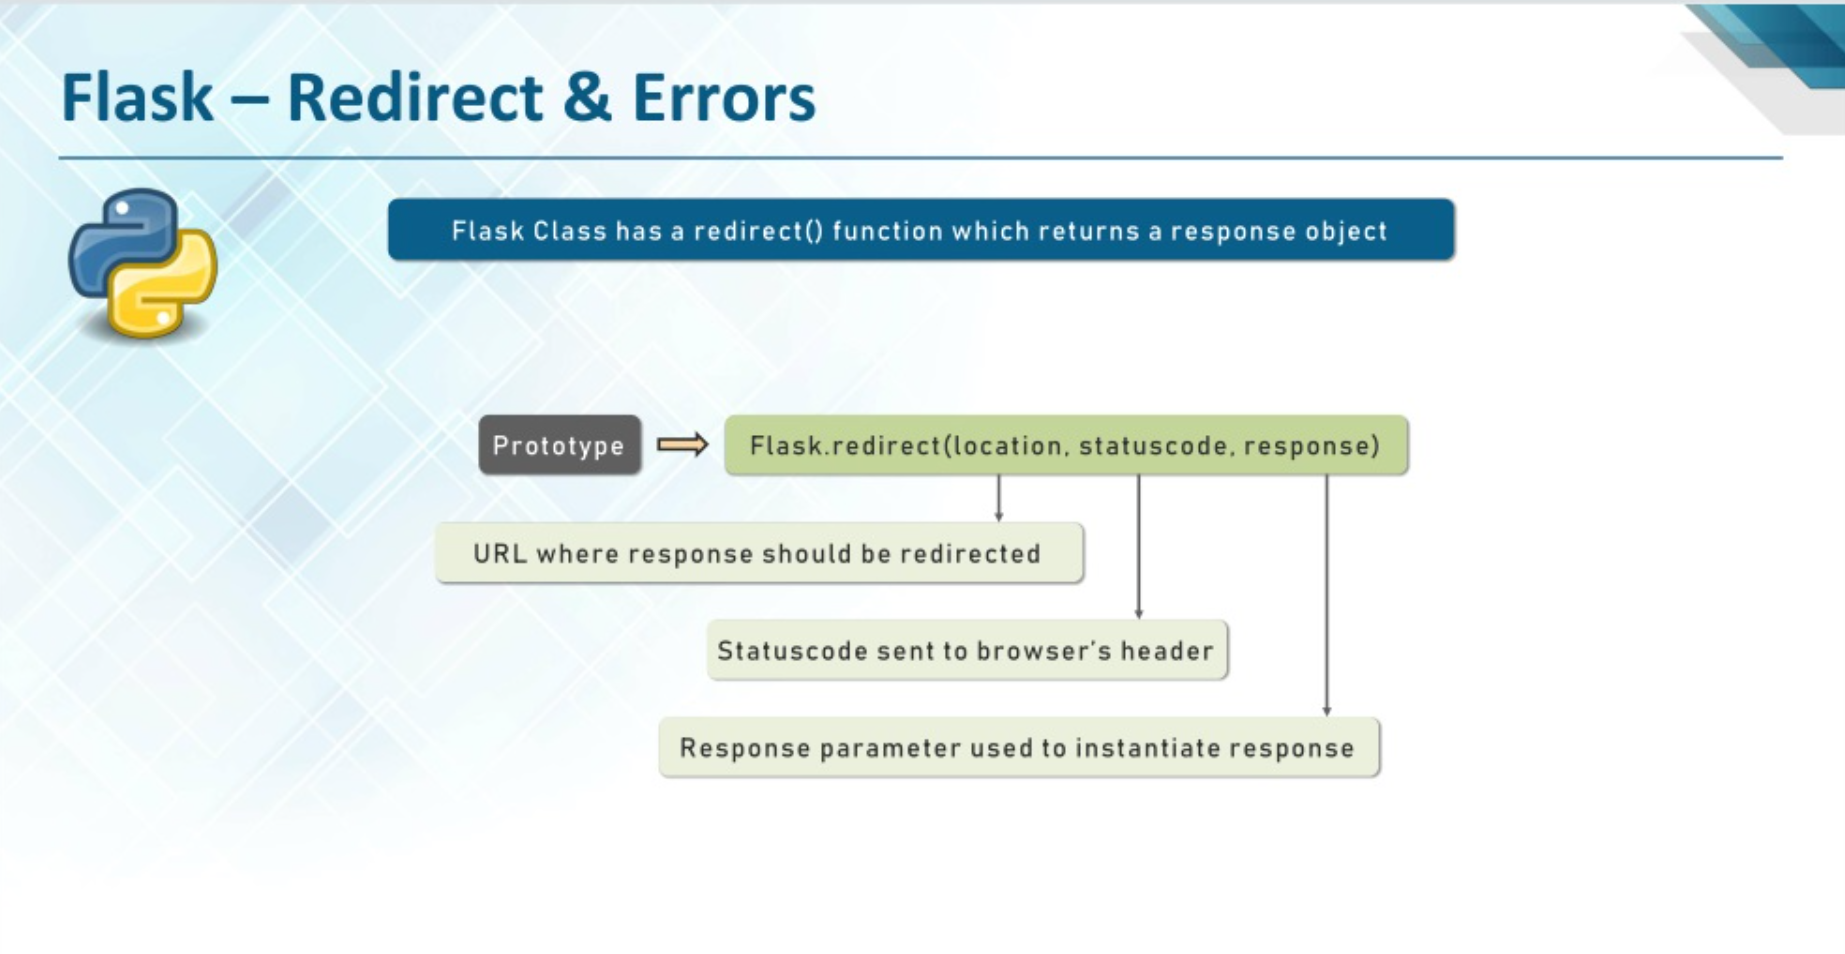 Flask – Redirect & Errors
Flask Class has a redirect() function which returns a response object
Prototype
Flask.redirect(location, statuscode, response)
URL where response should be redirected
Statuscode sent to browser’s header
Response parameter used to instantiate response